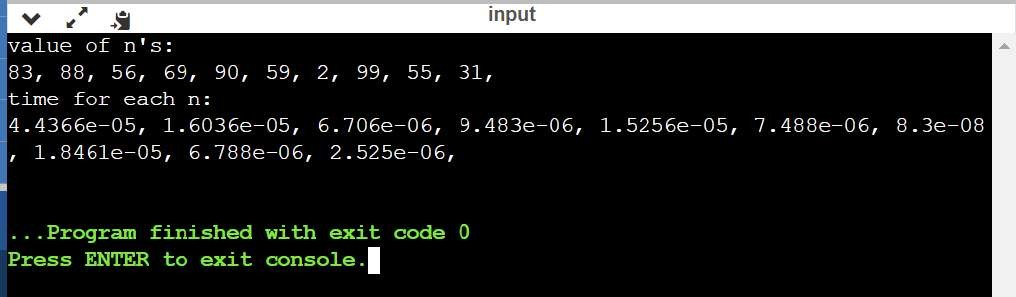 input
value of n's:
83, 88, 56, 69, 90, 59, 2, 99, 55, 31,
time for each n:
4.4366e-05, 1.6036e-05, 6.706e-06, 9.483e-06, 1.5256e-05, 7.488e-06, 8.3e-08
, 1.8461e-05, 6.788e-06, 2.525e-06,
...Program finished with exit code 0
Press ENTER to exit console.